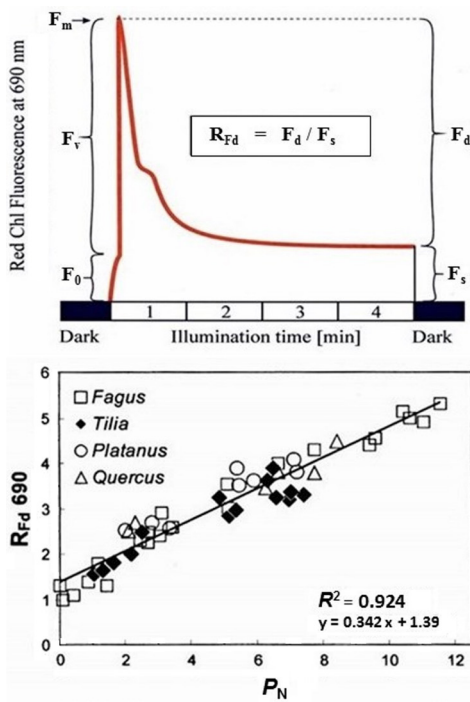 Fm
Red Chl Fluorescence at 690 nm
Fv
RFd = Fd / Fs
Fd
F0
Fs
1 2 3 4
Dark Illumination time [min] Dark
6
5
4
3
2
1
0
RFd 690
Fagus
Tilia
Platanus
Quercus
R² = 0.924
y = 0.342 x + 1.39
0 2 4 6 8 10 12
PN